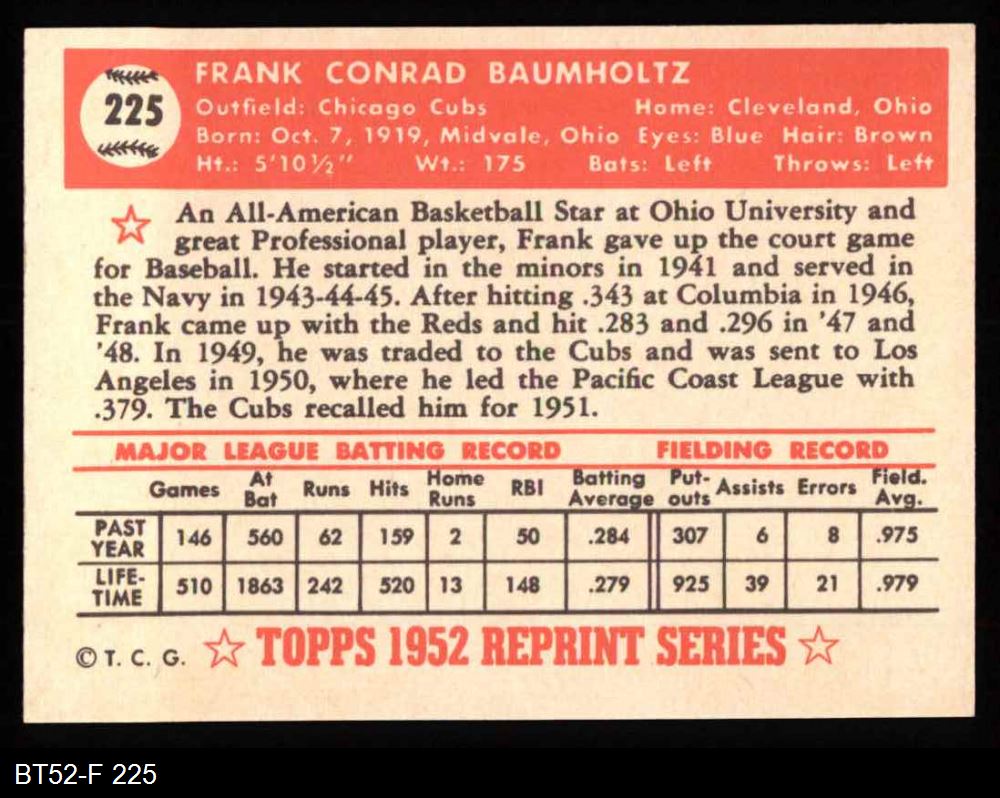 225
FRANK CONRAD BAUMHOLTZ
Outfield: Chicago Cubs Home: Cleveland, Ohio
Born: Oct. 7, 1919, Midvale, Ohio Eyes: Blue Hair: Brown
Ht.: 5'10½" Wt.: 175 Bats: Left Throws: Left
An All-American Basketball Star at Ohio University and
great Professional player, Frank gave up the court game
for Baseball. He started in the minors in 1941 and served in
the Navy in 1943-44-45. After hitting .343 at Columbia in 1946,
Frank came up with the Reds and hit .283 and .296 in '47 and
'48. In 1949, he was traded to the Cubs and was sent to Los
Angeles in 1950, where he led the Pacific Coast League with
.379. The Cubs recalled him for 1951.
MAJOR LEAGUE BATTING RECORD FIELDING RECORD
Games At Bat Runs Hits Home Runs RBI Batting Average Put-outs Assists Errors Field. Avg.
PAST YEAR 146 560 62 159 2 50 .284 307 6 8 .975
LIFE-TIME 510 1863 242 520 13 148 .279 925 39 21 .979
© T. C. G. ☆ TOPPS 1952 REPRINT SERIES ☆
BT52-F 225